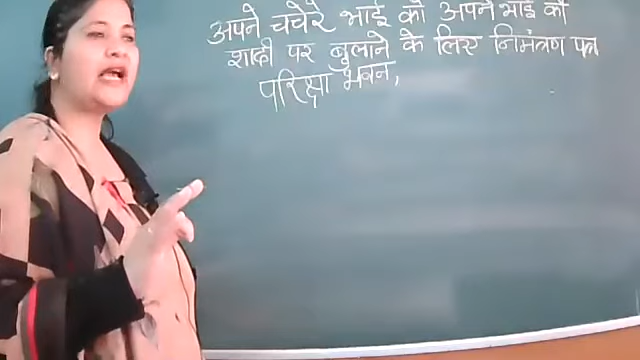 अपने चचेरे भाई को अपने भाई की
शादी पर बुलाने के लिए निमंत्रण पत्र
परिक्षा भवन,